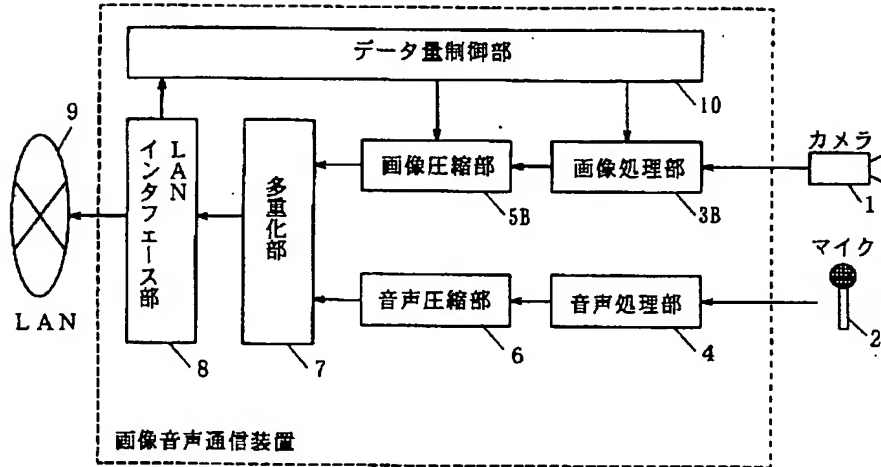 データ量制御部
10
9
LAN
インタフェース部
多重化部
画像圧縮部
画像処理部
カメラ
5B
3B
1
マイク
音声圧縮部
音声処理部
LAN
8
7
6
4
2
画像音声通信装置